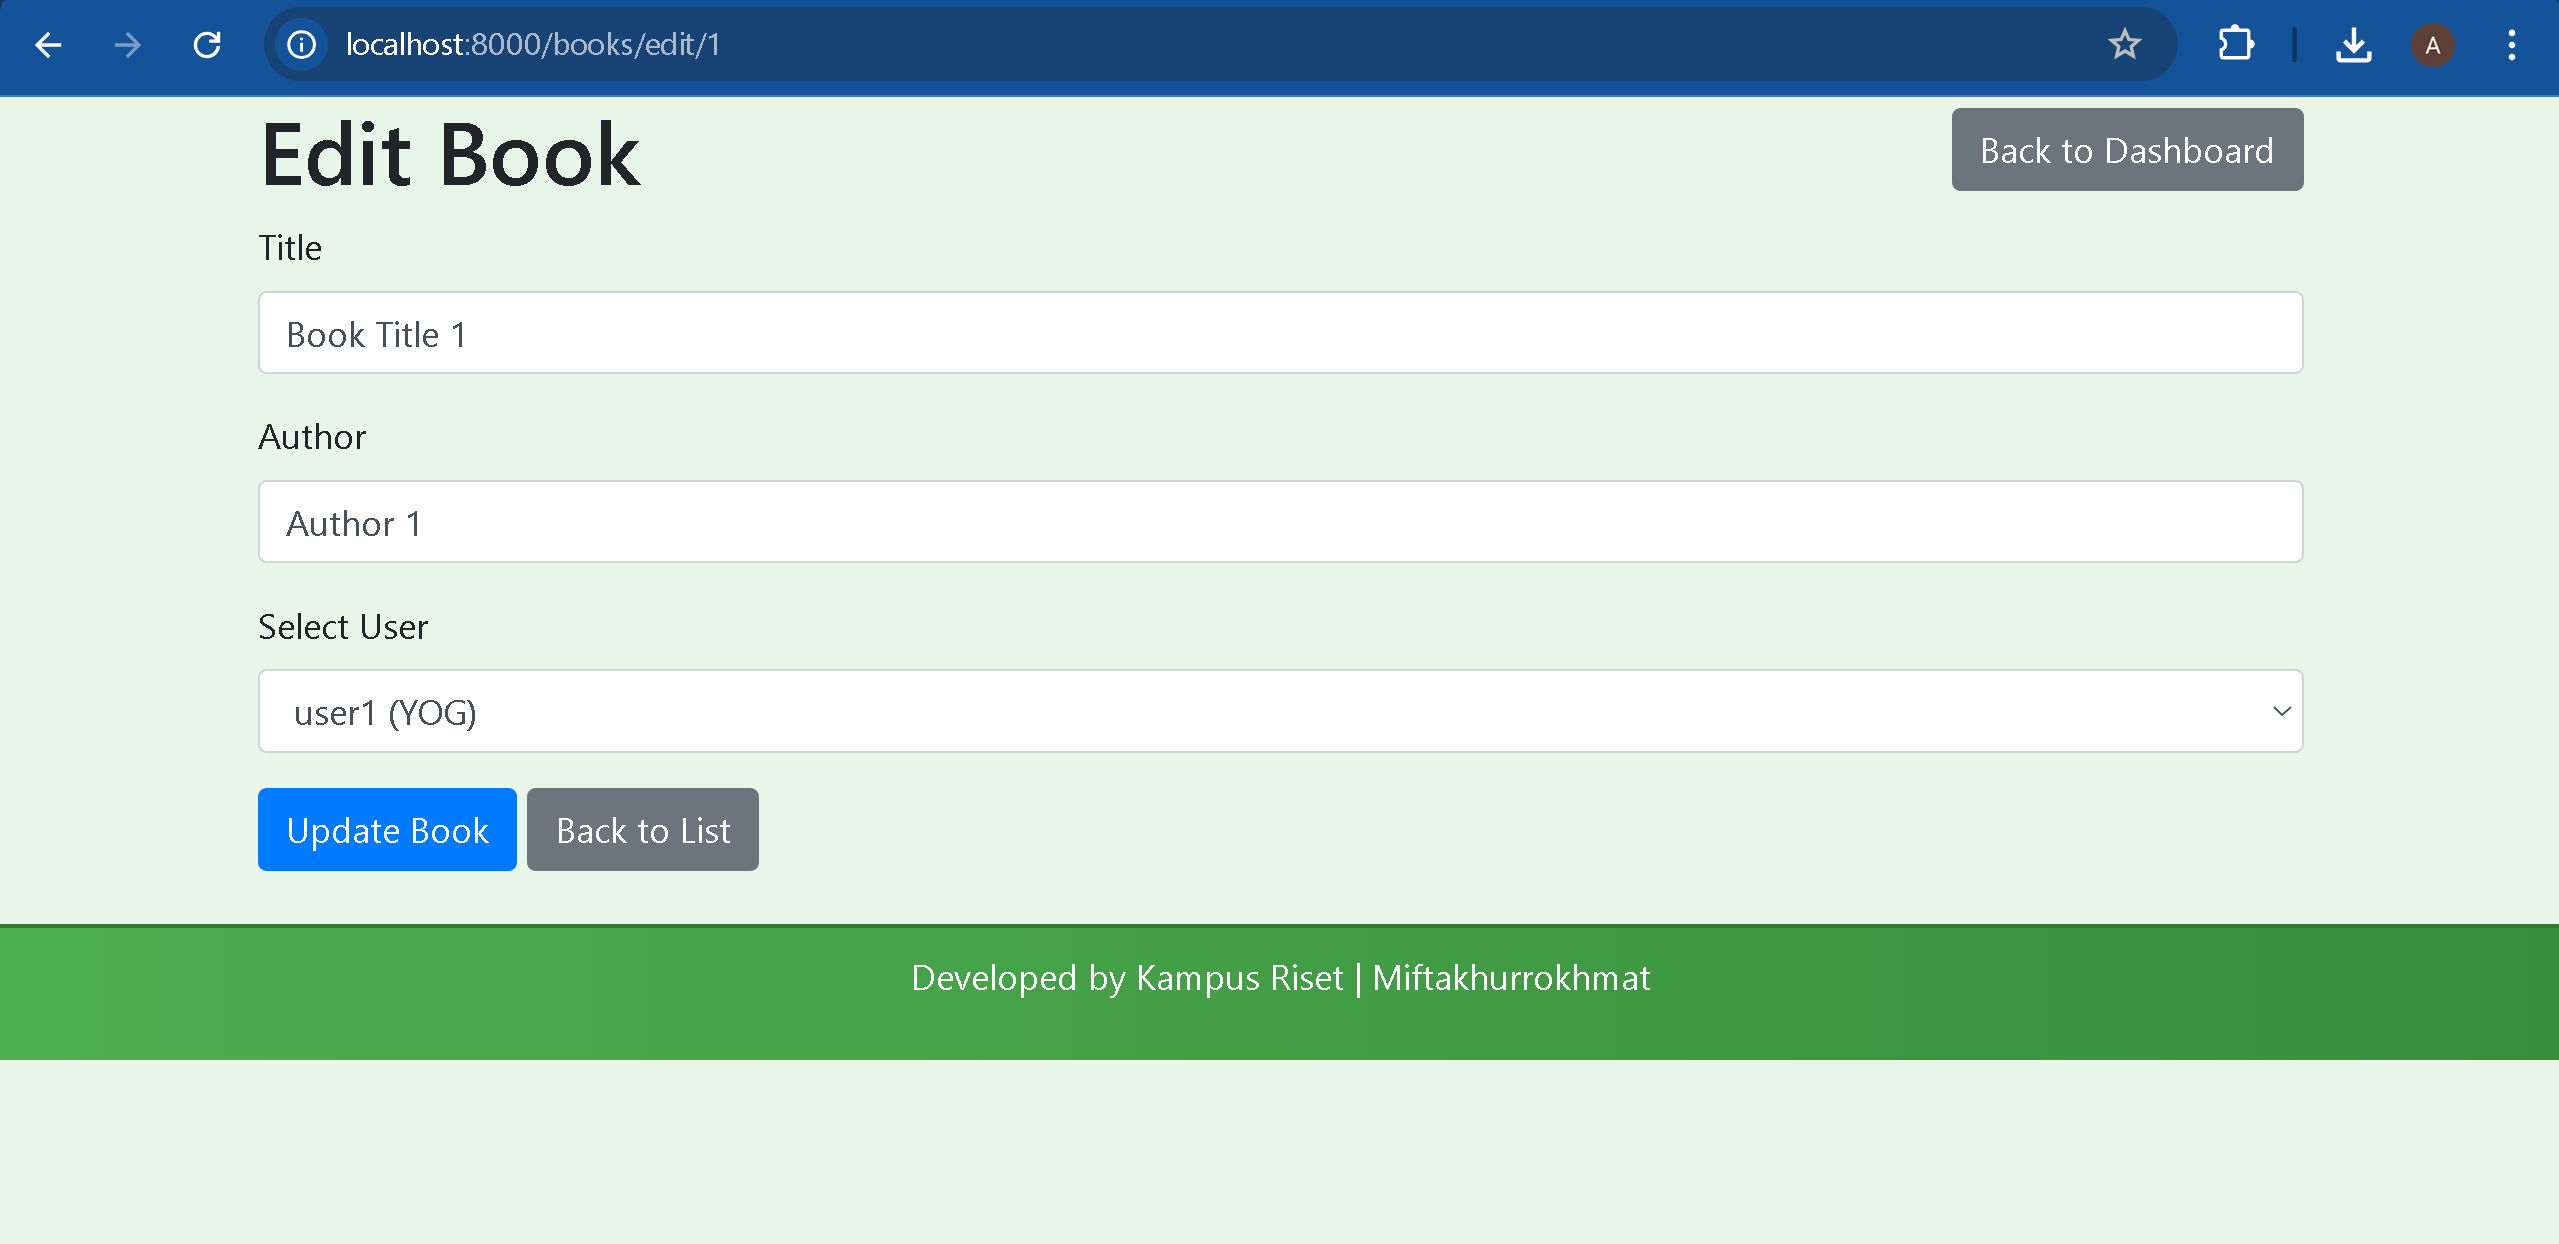 localhost:8000/books/edit/1
A
Edit Book
Back to Dashboard
Title
Book Title 1
Author
Author 1
Select User
user1 (YOG)
Update Book
Back to List
Developed by Kampus Riset | Miftakhurrokhmat